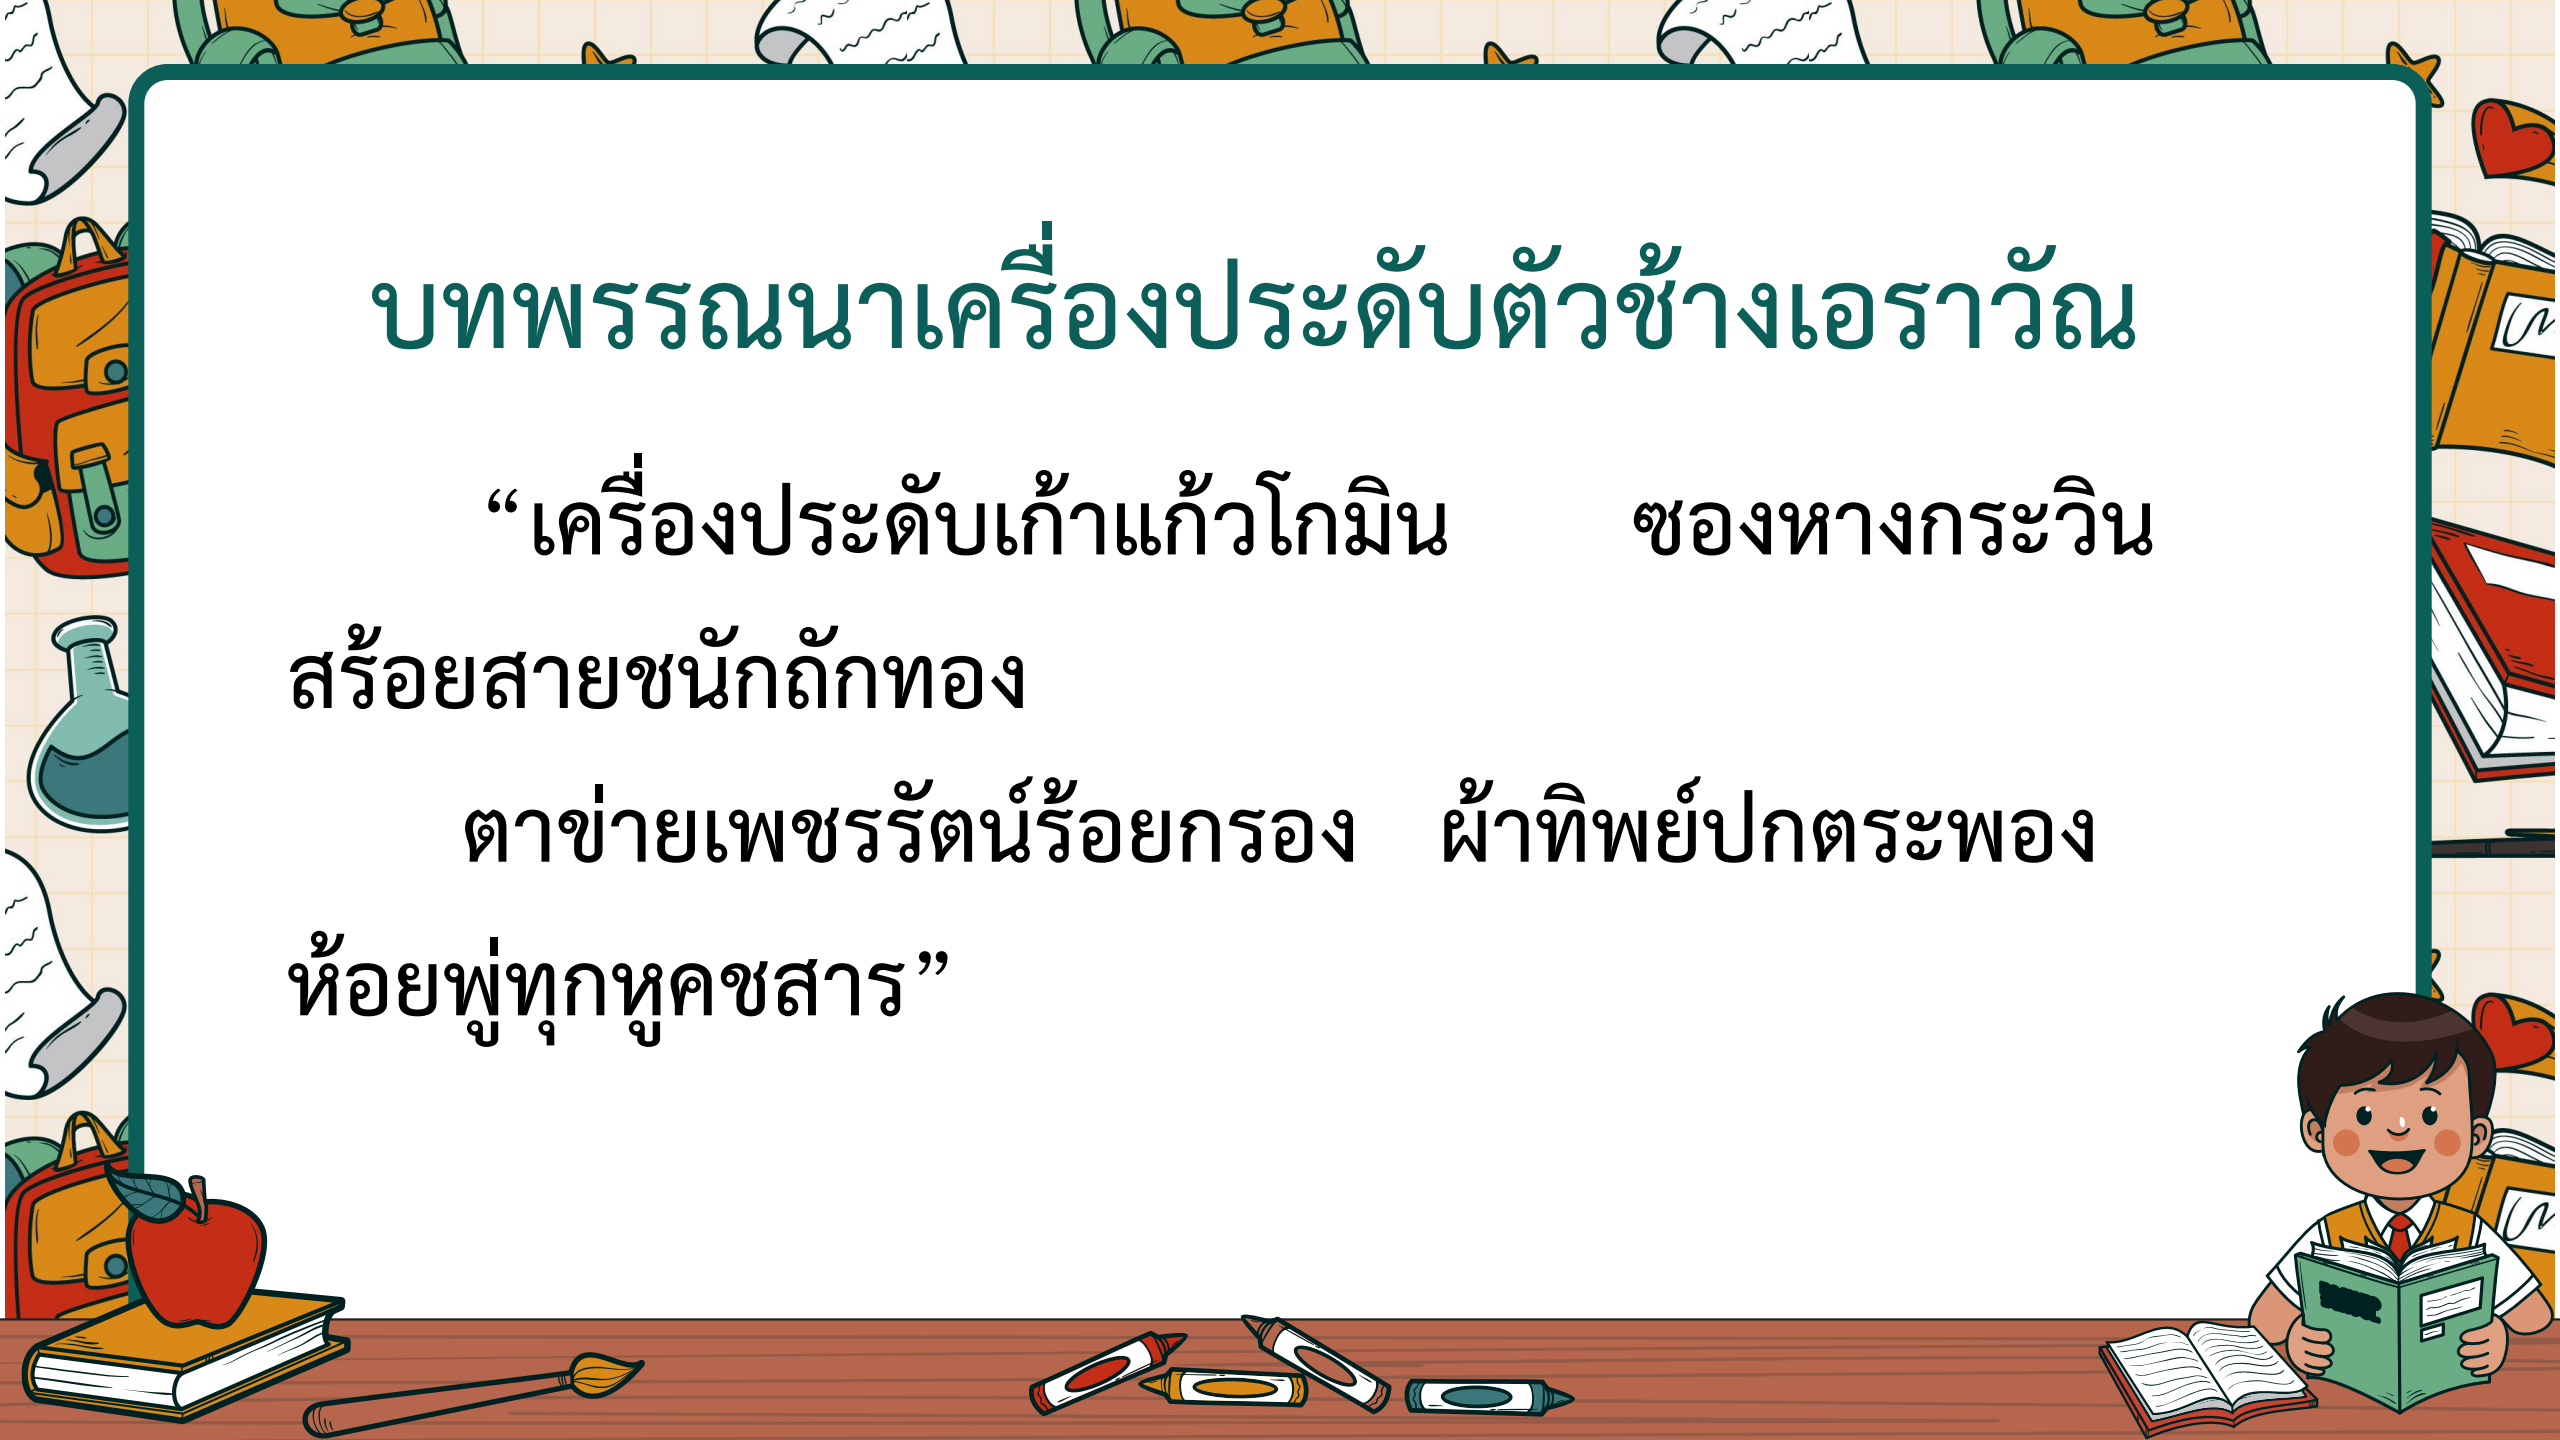 บทพรรณนาเครื่องประดับตัวช้างเอราวัณ
“เครื่องประดับเก้าแก้วโกมิน ซองหางกระวิน
สร้อยสายชนักถักทอง
ตาข่ายเพชรรัตน์ร้อยกรอง ผ้าทิพย์ปกตระพอง
ห้อยพู่ทุกหูคชสาร”